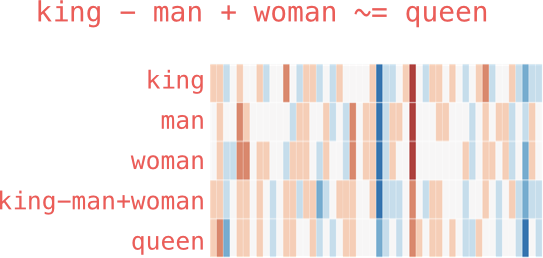 king - man + woman ~= queen
king
man
woman
king-man+woman
queen